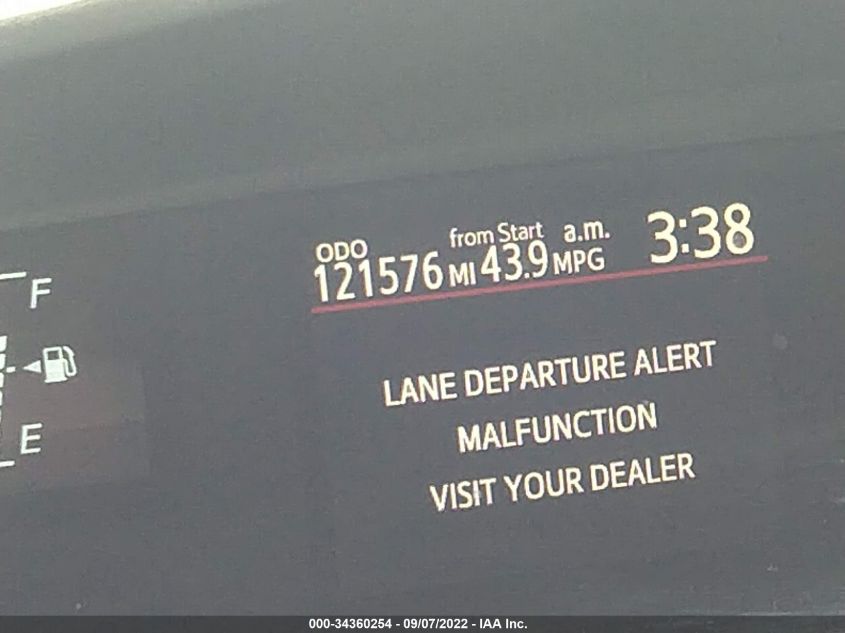 F
E
ODO from Start a.m. 3:38
121576 MI 43.9 MPG
LANE DEPARTURE ALERT
MALFUNCTION
VISIT YOUR DEALER
000-34360254 - 09/07/2022 - IAA Inc.